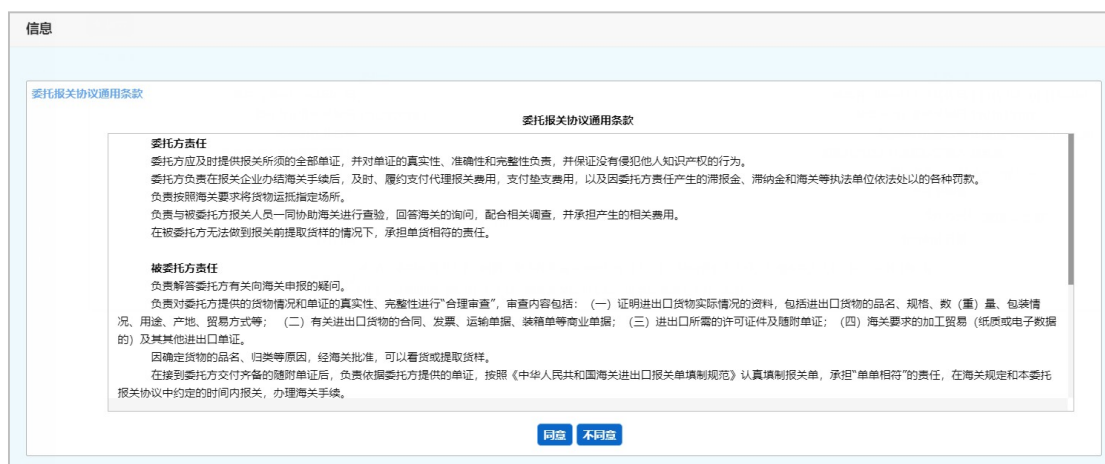 信息
委托报关协议通用条款
委托报关协议通用条款
委托方责任
委托方应及时提供报关所须的全部单证，并对单证的真实性、准确性和完整性负责，并保证没有侵犯他人知识产权的行为。
委托方负责在报关企业办结海关手续后，及时、履约支付代理报关费用，支付垫支费用，以及因委托方责任产生的滞报金、滞纳金和海关等执法单位依法处以的各种罚款。
负责按照海关要求将货物运抵指定场所。
负责与被委托方报关人员一同协助海关进行查验，回答海关的询问，配合相关调查，并承担产生的相关费用。
在被委托方无法做到报关前提取货样的情况下，承担单货相符的责任。
被委托方责任
负责解答委托方有关向海关申报的疑问。
负责对委托方提供的货物情况和单证的真实性、完整性进行"合理审查"，审查内容包括：（一）证明进出口货物实际情况的资料，包括进出口货物的品名、规格、数（重）量、包装情
况、用途、产地、贸易方式等；（二）有关进出口货物的合同、发票、运输单据、装箱单等商业单据；（三）进出口所需的许可证件及随附单证；（四）海关要求的加工贸易（纸质或电子数据
的）及其其他进出口单证。
因确定货物的品名、归类等原因，经海关批准，可以看货或提取货样。
在接到委托方交付齐备的随附单证后，负责依据委托方提供的单证，按照《中华人民共和国海关进出口报关单填制规范》认真填制报关单，承担"单单相符"的责任，在海关规定和本委托
报关协议中约定的时间内报关，办理海关手续。
同意 不同意